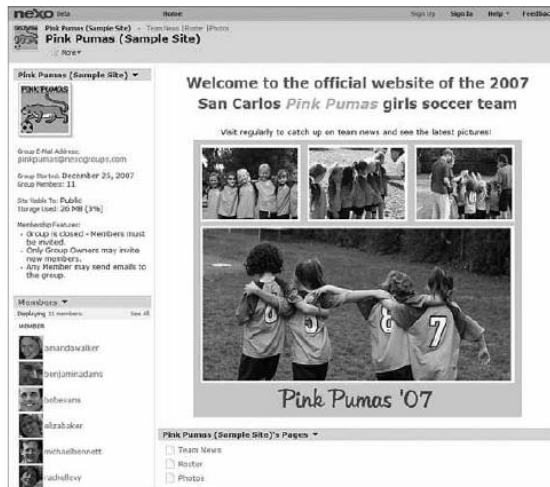 nexo beta Home Sign Up Sign In Help Feedback
Pink Pumas (Sample Site) - Team News |Roster |Photos
Pink Pumas (Sample Site)
More
Pink Pumas (Sample Site)
PINK PUMAS
Group E-Mail Address:
pinkpumas@nexogroups.com
Group Started: December 25, 2007
Group Members: 11
Site Visible To: Public
Storage Used: 26 MB (3%)
Membership Features:
- Group is closed - Members must
be invited.
- Only Group Owners may invite
new members.
- Any Member may send emails to
the group.
Members
Displaying 11 members: See All
MEMBER
amandawalker
benjaminadams
bobevans
elizabaker
michaelbennett
rachellevy
Welcome to the official website of the 2007
San Carlos Pink Pumas girls soccer team
Visit regularly to catch up on team news and see the latest pictures!
6 5 8 7
Pink Pumas '07
Pink Pumas (Sample Site)'s Pages
Team News
Roster
Photos